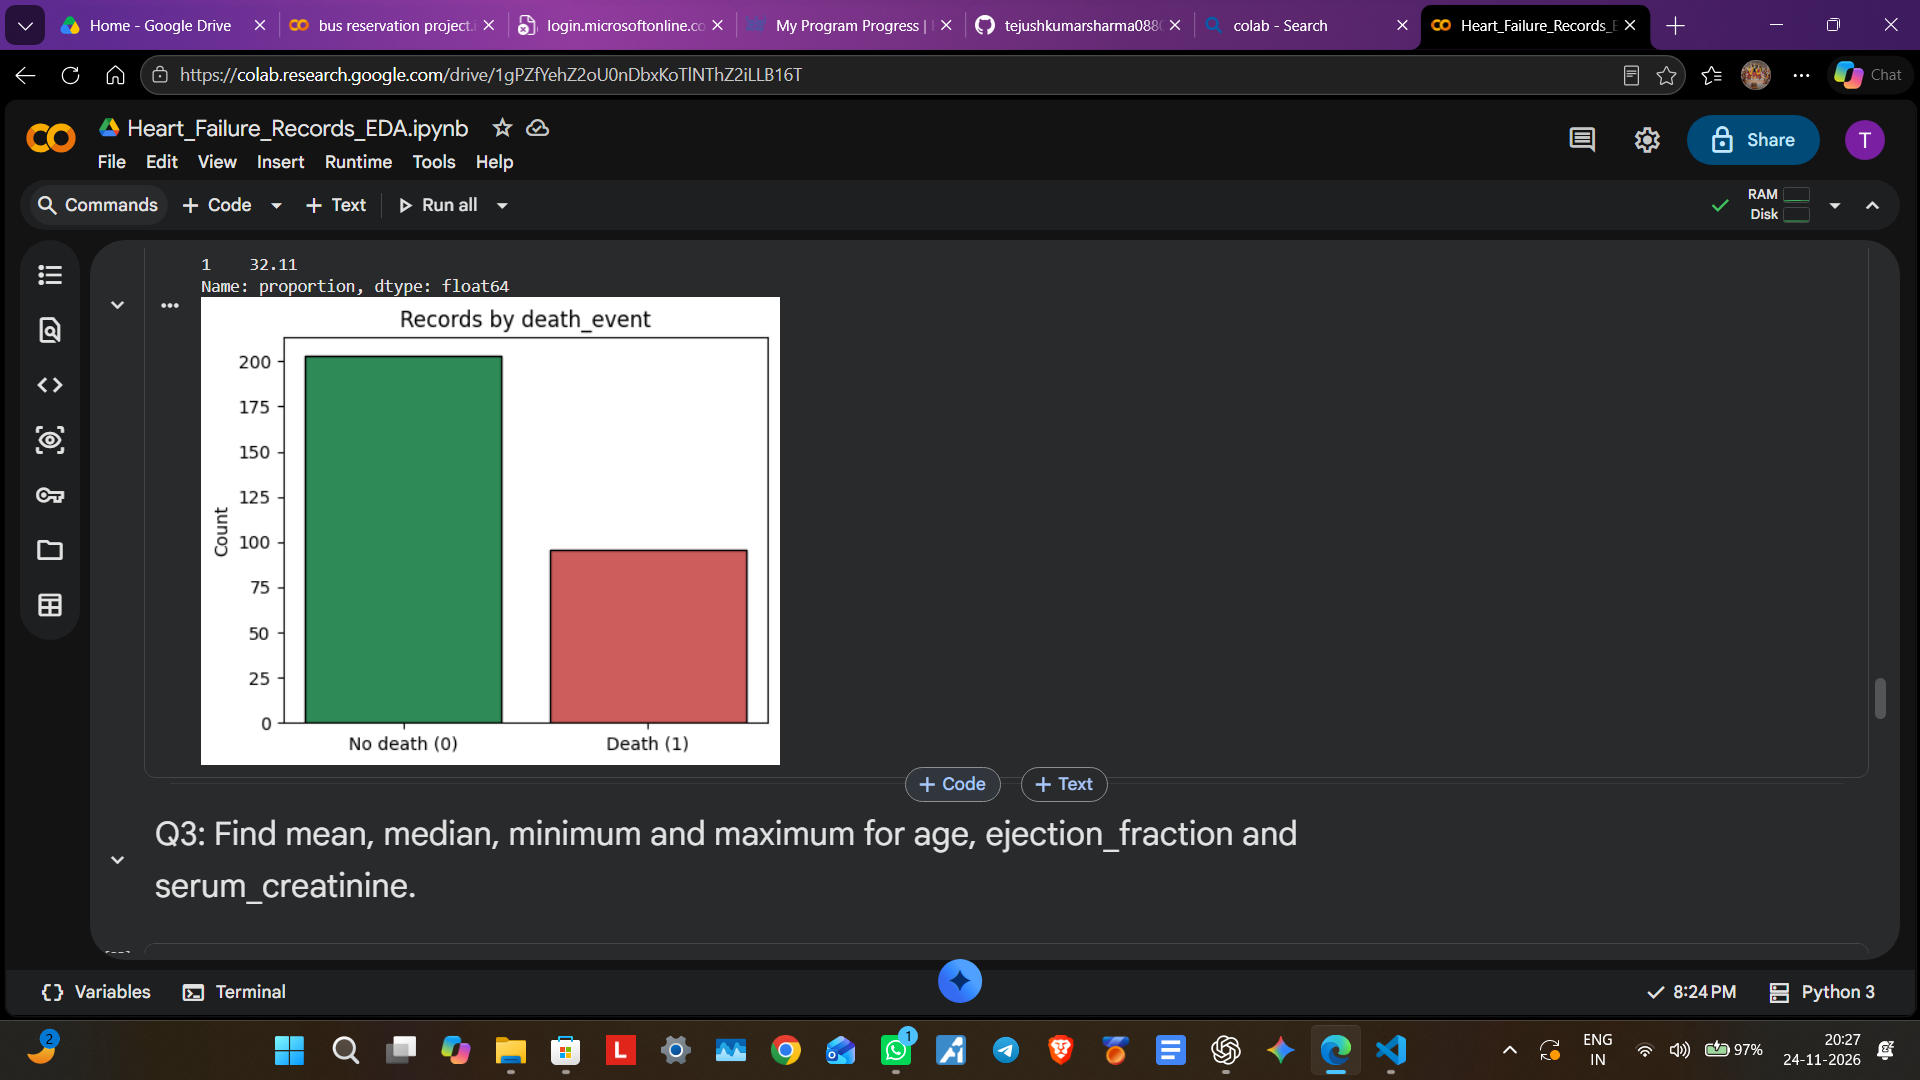 Home - Google Drive
bus reservation project.i
login.microsoftonline.co
My Program Progress |
tejushkumarsharma088
colab - Search
Heart_Failure_Records_E
https://colab.research.google.com/drive/1gPZfYehZ2oU0nDbxKoTlNThZ2iLLB16T
Chat
Heart_Failure_Records_EDA.ipynb
File Edit View Insert Runtime Tools Help
Share
T
Commands + Code + Text Run all
RAM
Disk
1    32.11
Name: proportion, dtype: float64
Records by death_event
200
175
150
125
100
75
50
25
0
Count
No death (0) Death (1)
+ Code + Text
Q3: Find mean, median, minimum and maximum for age, ejection_fraction and
serum_creatinine.
Variables Terminal
8:24 PM Python 3
2
L
1
ENG
IN
97%
20:27
24-11-2026